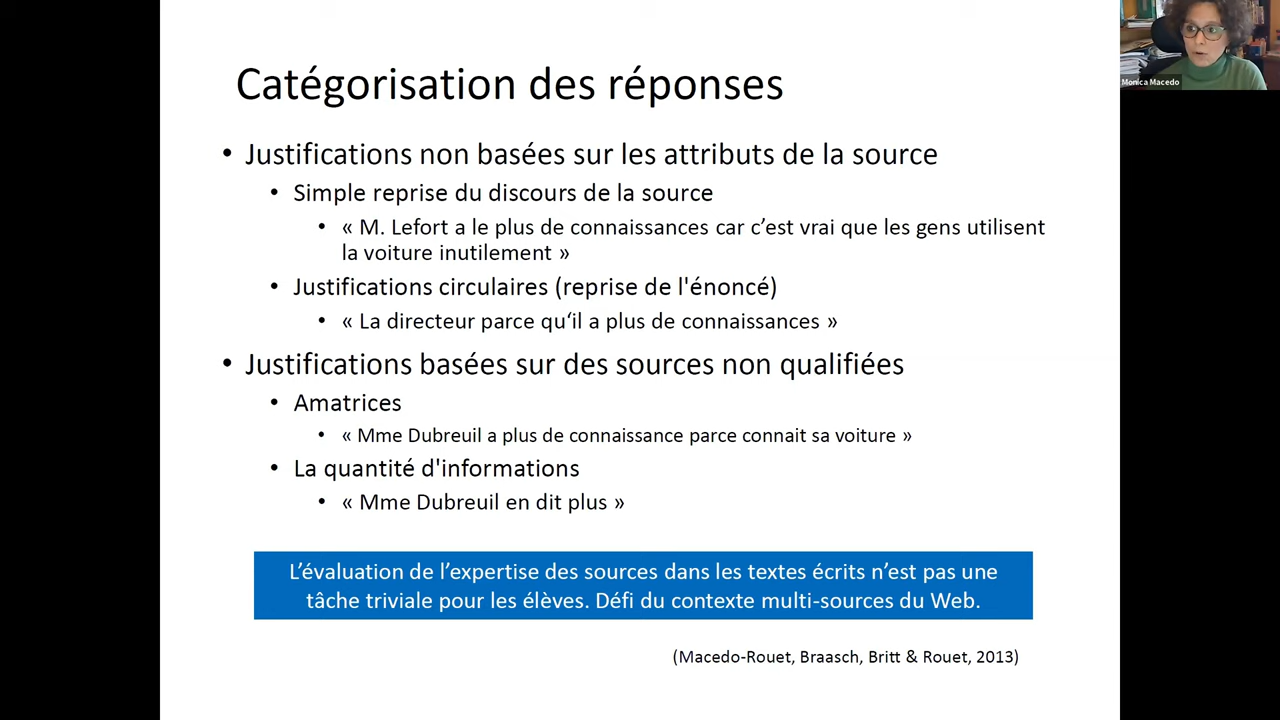 Catégorisation des réponses
• Justifications non basées sur les attributs de la source
• Simple reprise du discours de la source
• « M. Lefort a le plus de connaissances car c’est vrai que les gens utilisent
la voiture inutilement »
• Justifications circulaires (reprise de l'énoncé)
• « La directeur parce qu‘il a plus de connaissances »
• Justifications basées sur des sources non qualifiées
• Amatrices
• « Mme Dubreuil a plus de connaissance parce connait sa voiture »
• La quantité d'informations
• « Mme Dubreuil en dit plus »
L’évaluation de l’expertise des sources dans les textes écrits n’est pas une
tâche triviale pour les élèves. Défi du contexte multi-sources du Web.
(Macedo-Rouet, Braasch, Britt & Rouet, 2013)
Monica Macedo